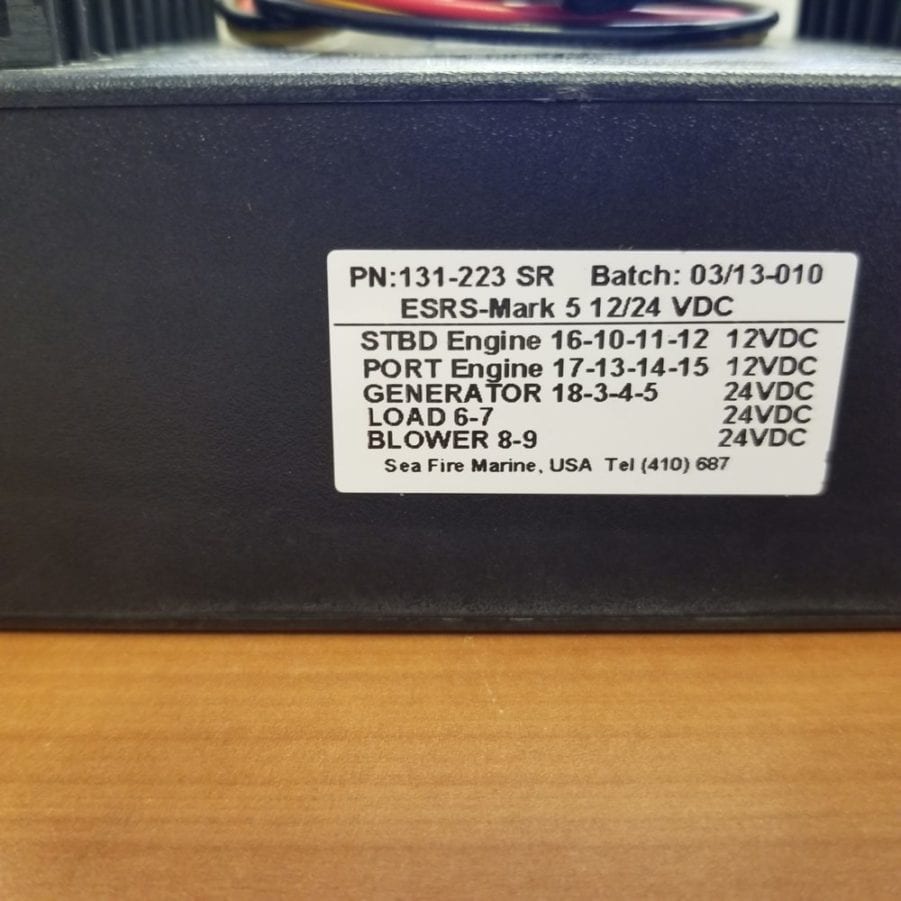 PN:131-223 SR Batch: 03/13-010
ESRS-Mark 5 12/24 VDC
STBD Engine 16-10-11-12 12VDC
PORT Engine 17-13-14-15 12VDC
GENERATOR 18-3-4-5 24VDC
LOAD 6-7 24VDC
BLOWER 8-9 24VDC
Sea Fire Marine, USA Tel (410) 687